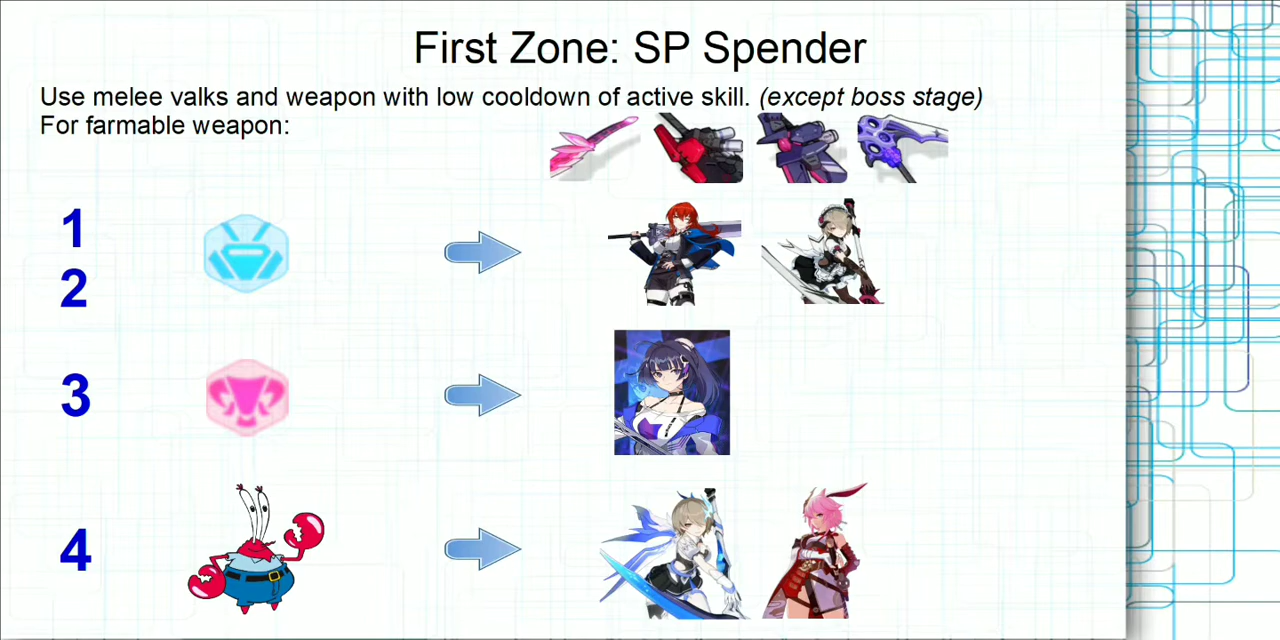 First Zone: SP Spender
Use melee valks and weapon with low cooldown of active skill. (except boss stage)
For farmable weapon:
1
2
3
4